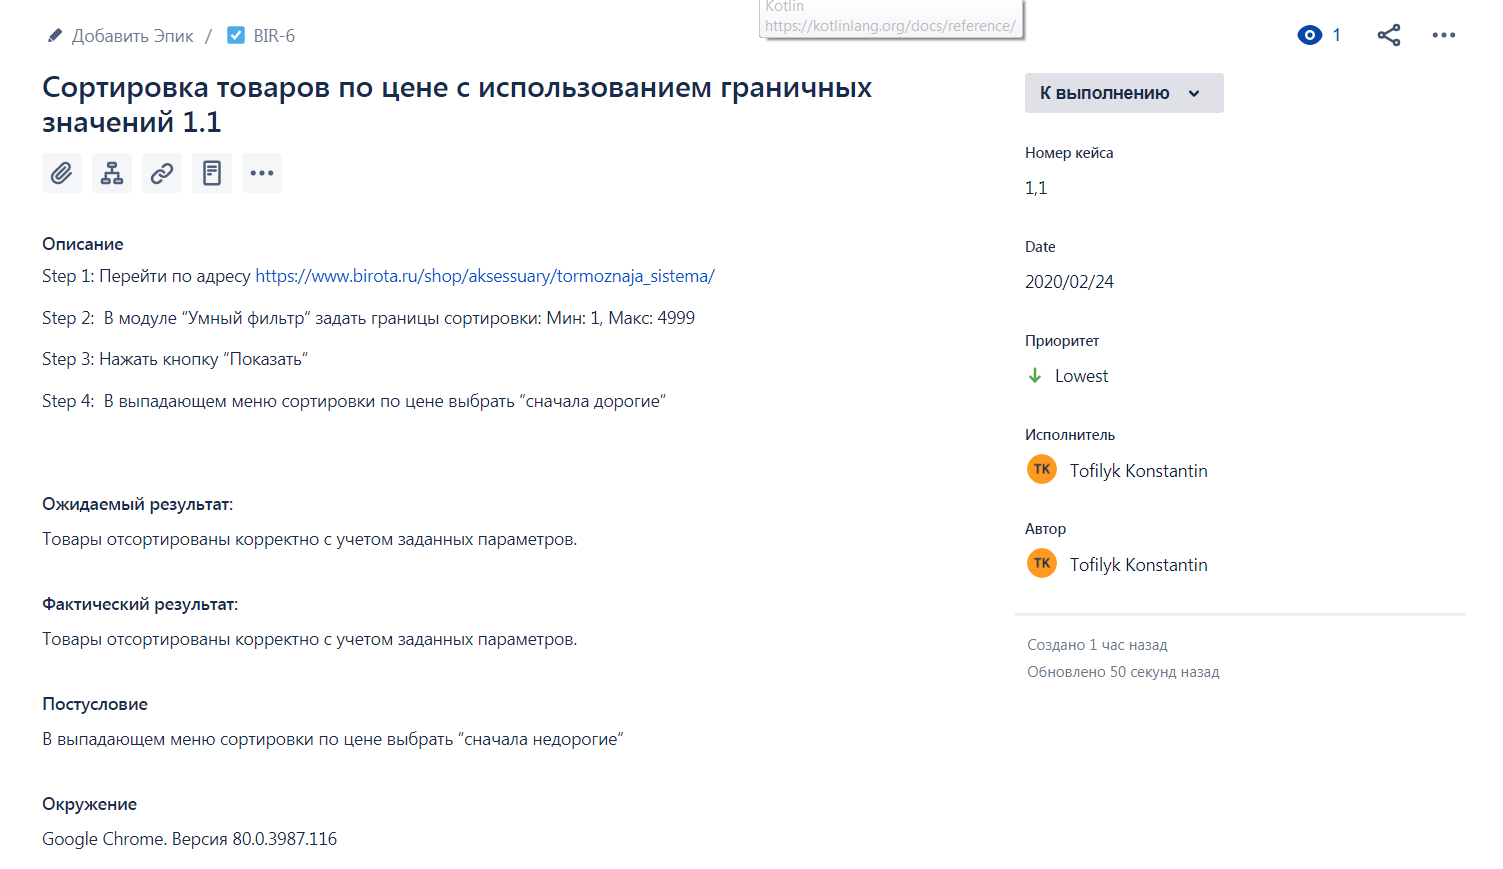 Kotlin
https://kotlinlang.org/docs/reference/
Добавить Эпик / BIR-6
1
Сортировка товаров по цене с использованием граничных
значений 1.1
Описание
Step 1: Перейти по адресу https://www.birota.ru/shop/aksessuary/tormoznaja_sistema/
Step 2:  В модуле “Умный фильтр“ задать границы сортировки: Мин: 1, Макс: 4999
Step 3: Нажать кнопку “Показать“
Step 4:  В выпадающем меню сортировки по цене выбрать “сначала дорогие“
Ожидаемый результат:
Товары отсортированы корректно с учетом заданных параметров.
Фактический результат:
Товары отсортированы корректно с учетом заданных параметров.
Постусловие
В выпадающем меню сортировки по цене выбрать “сначала недорогие“
Окружение
Google Chrome. Версия 80.0.3987.116
К выполнению
Номер кейса
1,1
Date
2020/02/24
Приоритет
Lowest
Исполнитель
TK Tofilyk Konstantin
Автор
TK Tofilyk Konstantin
Создано 1 час назад
Обновлено 50 секунд назад